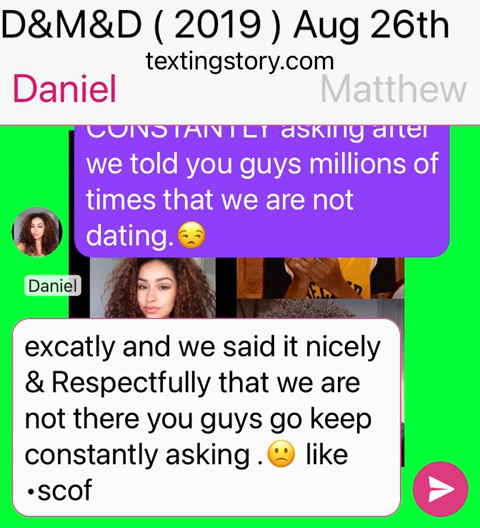 D&M&D ( 2019 ) Aug 26th
textingstory.com
Daniel
Matthew
CONSTANTLY asking after
we told you guys millions of
times that we are not
dating.😒
Daniel
excatly and we said it nicely
& Respectfully that we are
not there you guys go keep
constantly asking .🙁 like
•scof